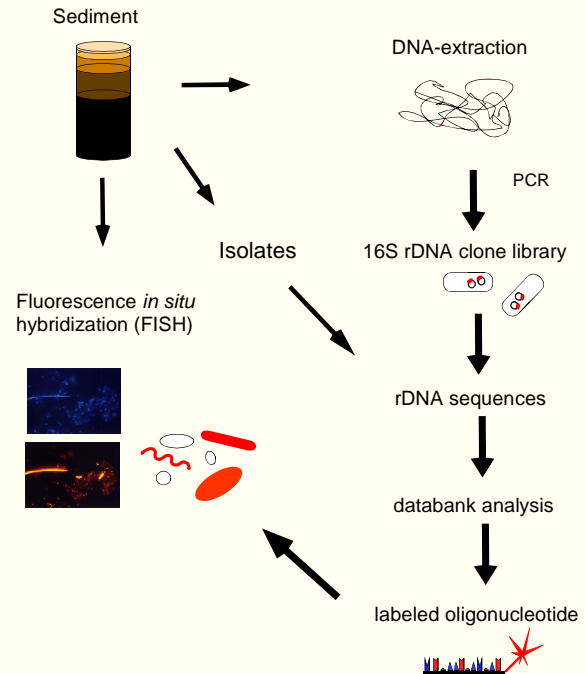 Sediment
DNA-extraction
PCR
Isolates
16S rDNA clone library
Fluorescence in situ
hybridization (FISH)
rDNA sequences
databank analysis
labeled oligonucleotide